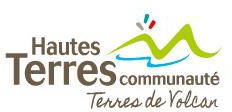 Hautes
Terres communauté
Terres de Volcan